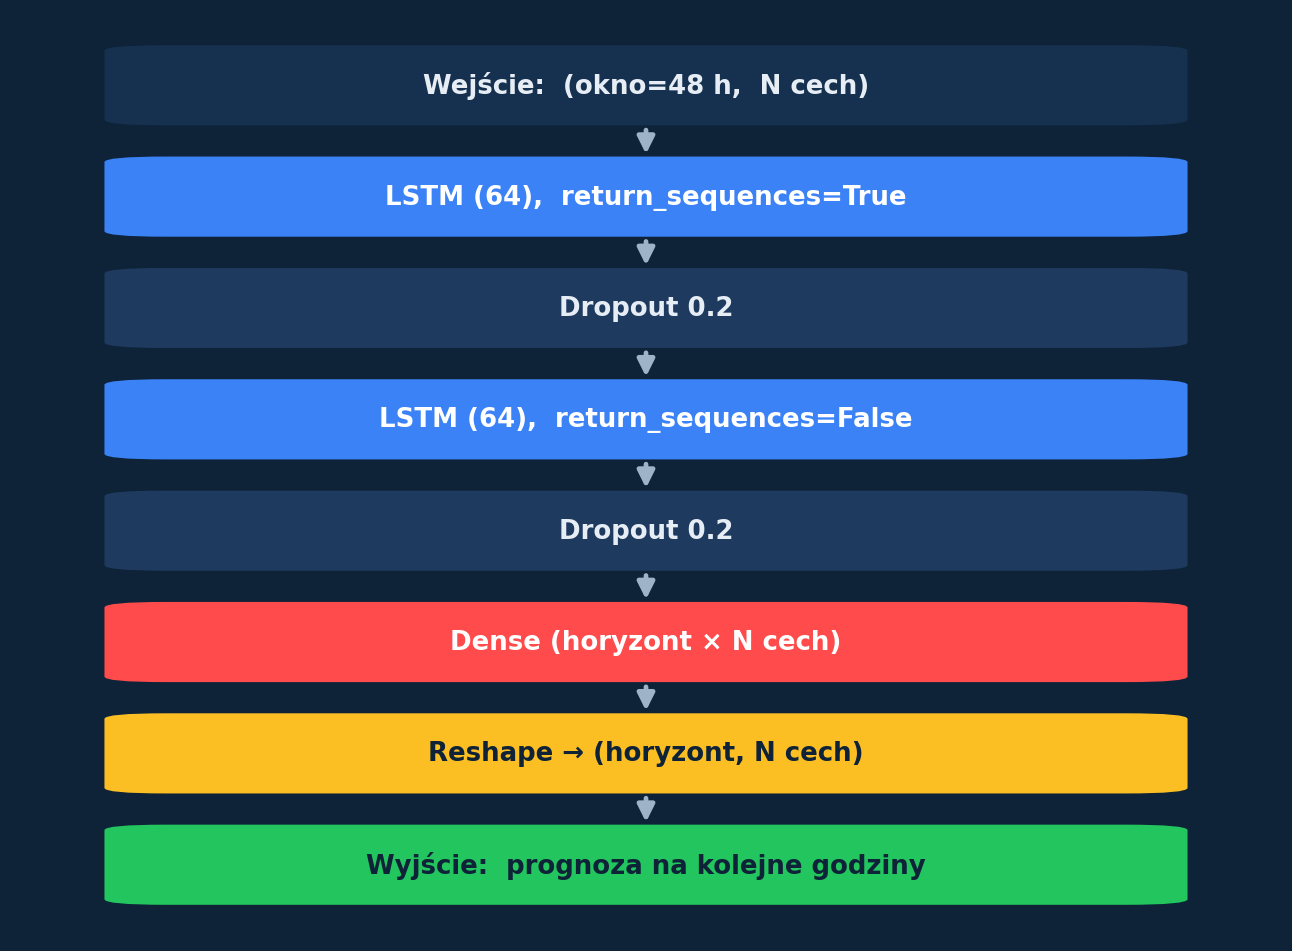 Wejście:  (okno=48 h,  N cech)
LSTM (64),  return_sequences=True
Dropout 0.2
LSTM (64),  return_sequences=False
Dropout 0.2
Dense (horyzont × N cech)
Reshape → (horyzont, N cech)
Wyjście:  prognoza na kolejne godziny